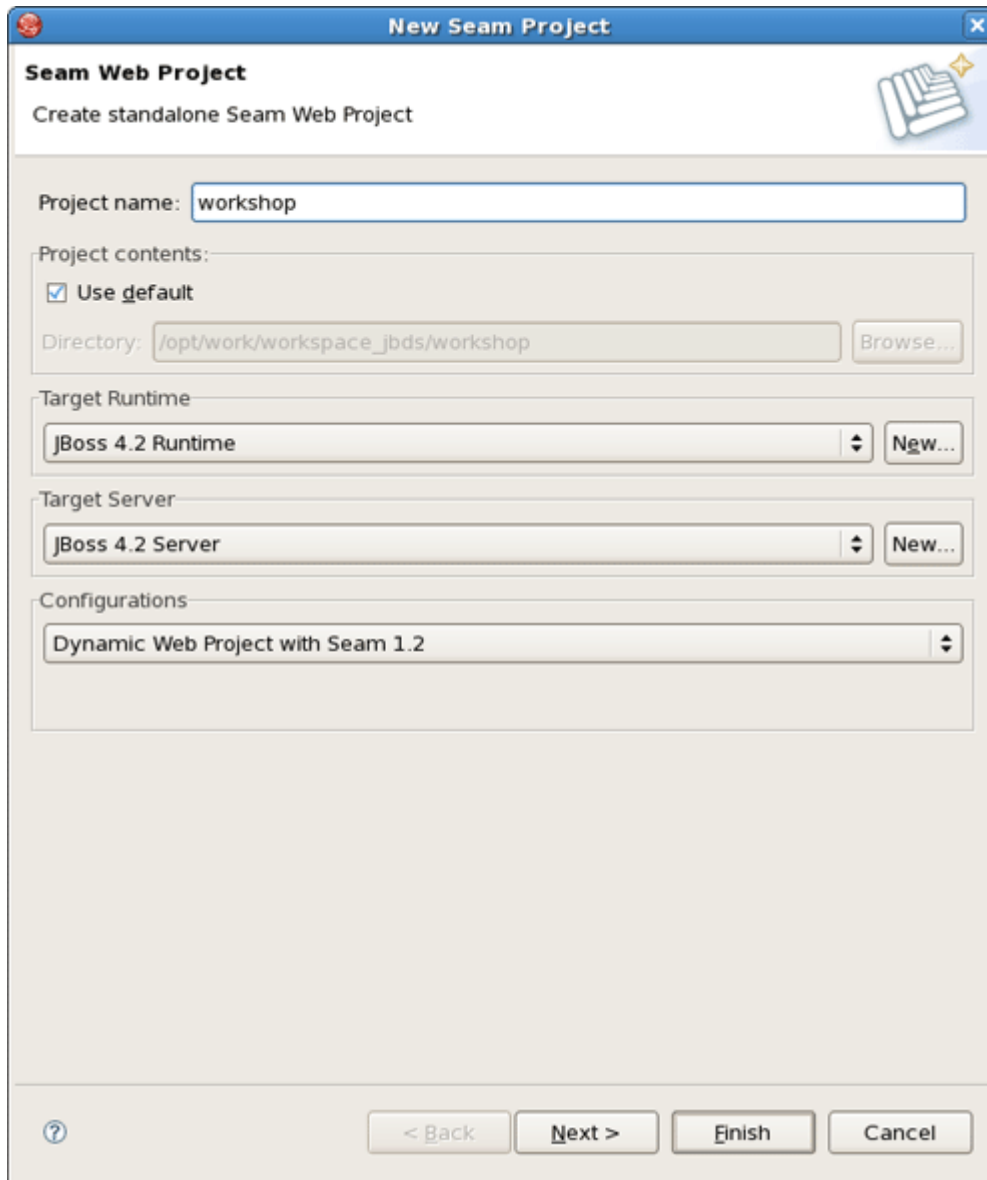 New Seam Project
Seam Web Project
Create standalone Seam Web Project
Project name: workshop
Project contents:
Use default
Directory: /opt/work/workspace_jbds/workshop Browse...
Target Runtime
JBoss 4.2 Runtime New...
Target Server
JBoss 4.2 Server New...
Configurations
Dynamic Web Project with Seam 1.2
? < Back Next > Finish Cancel